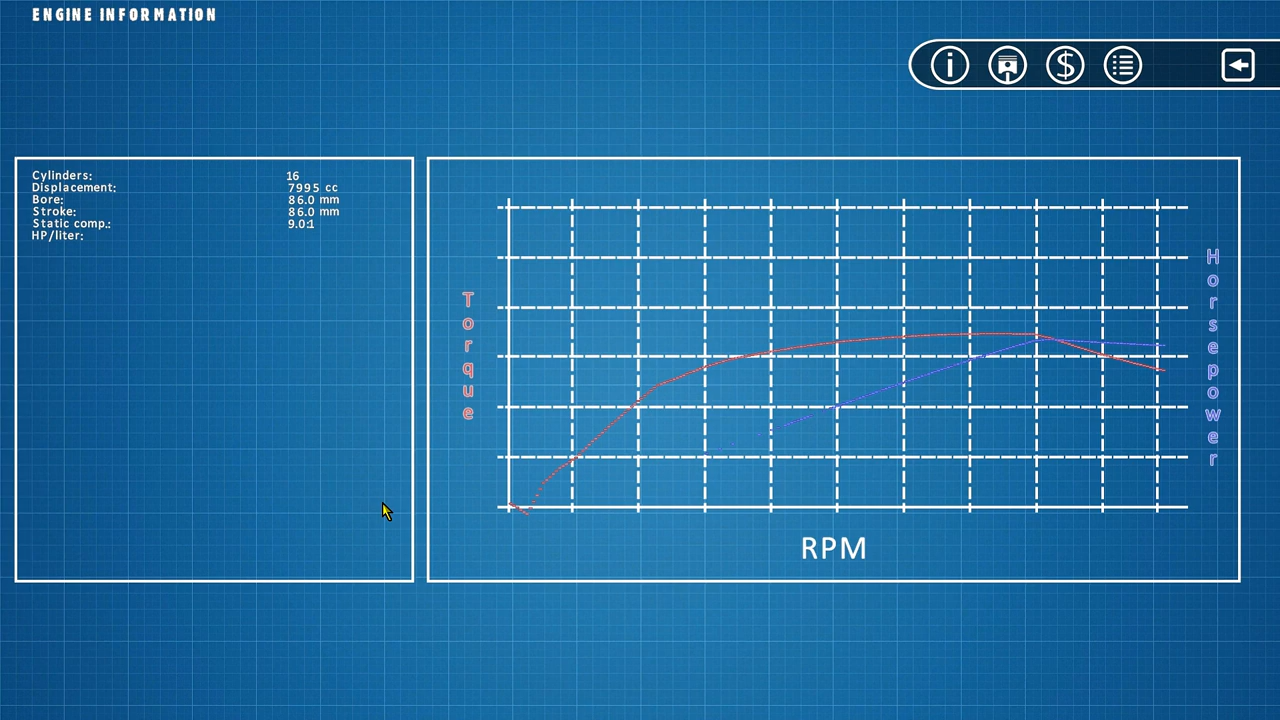 ENGINE INFORMATION
Cylinders: 16
Displacement: 7995 cc
Bore: 86.0 mm
Stroke: 86.0 mm
Static comp.: 9.0:1
HP/liter:
Torque
Horsepower
RPM